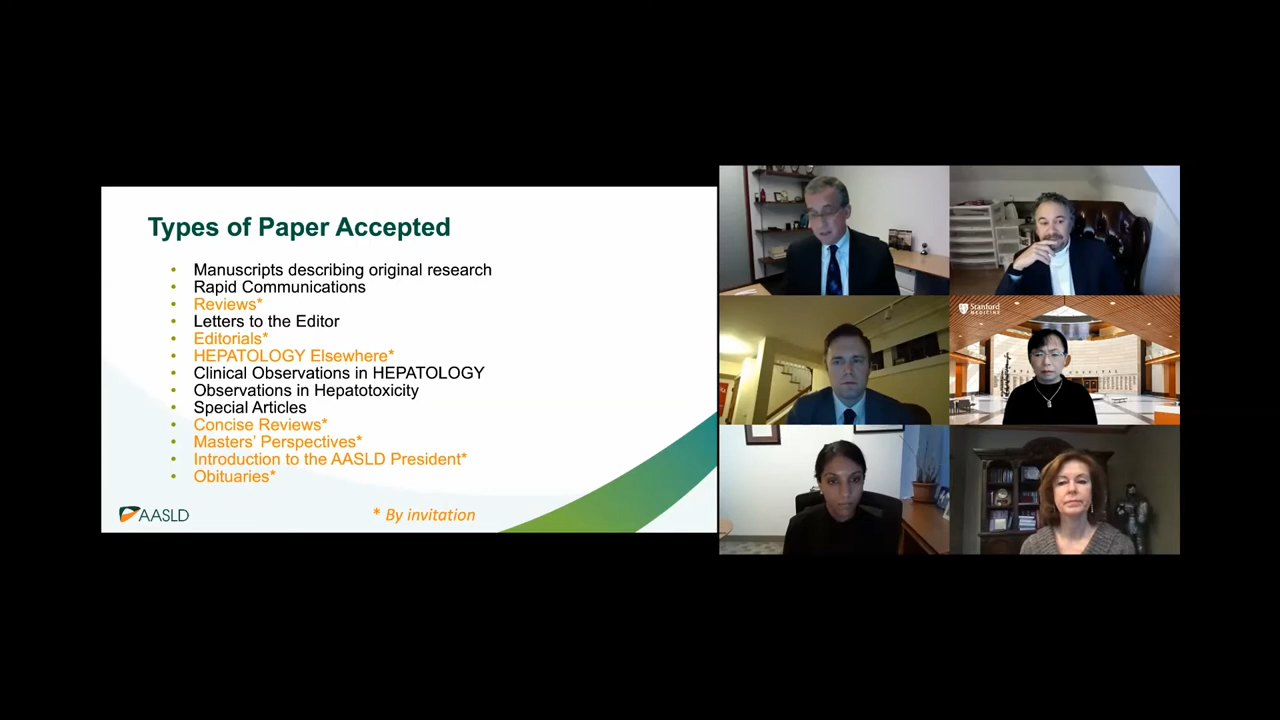 Types of Paper Accepted
• Manuscripts describing original research
• Rapid Communications
• Reviews*
• Letters to the Editor
• Editorials*
• HEPATOLOGY Elsewhere*
• Clinical Observations in HEPATOLOGY
• Observations in Hepatotoxicity
• Special Articles
• Concise Reviews*
• Masters' Perspectives*
• Introduction to the AASLD President*
• Obituaries*
AASLD
* By invitation
Stanford
MEDICINE